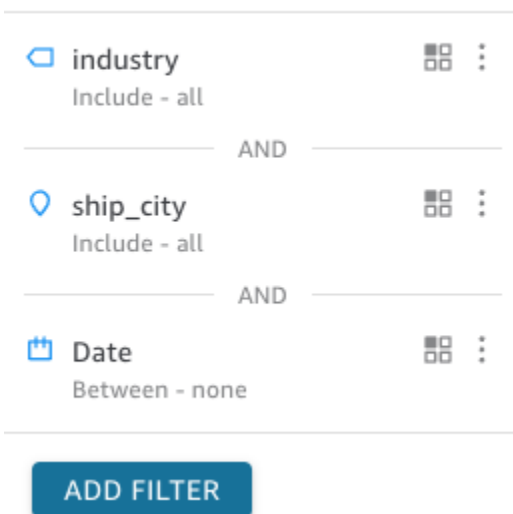 industry
Include - all
AND
ship_city
Include - all
AND
Date
Between - none
ADD FILTER